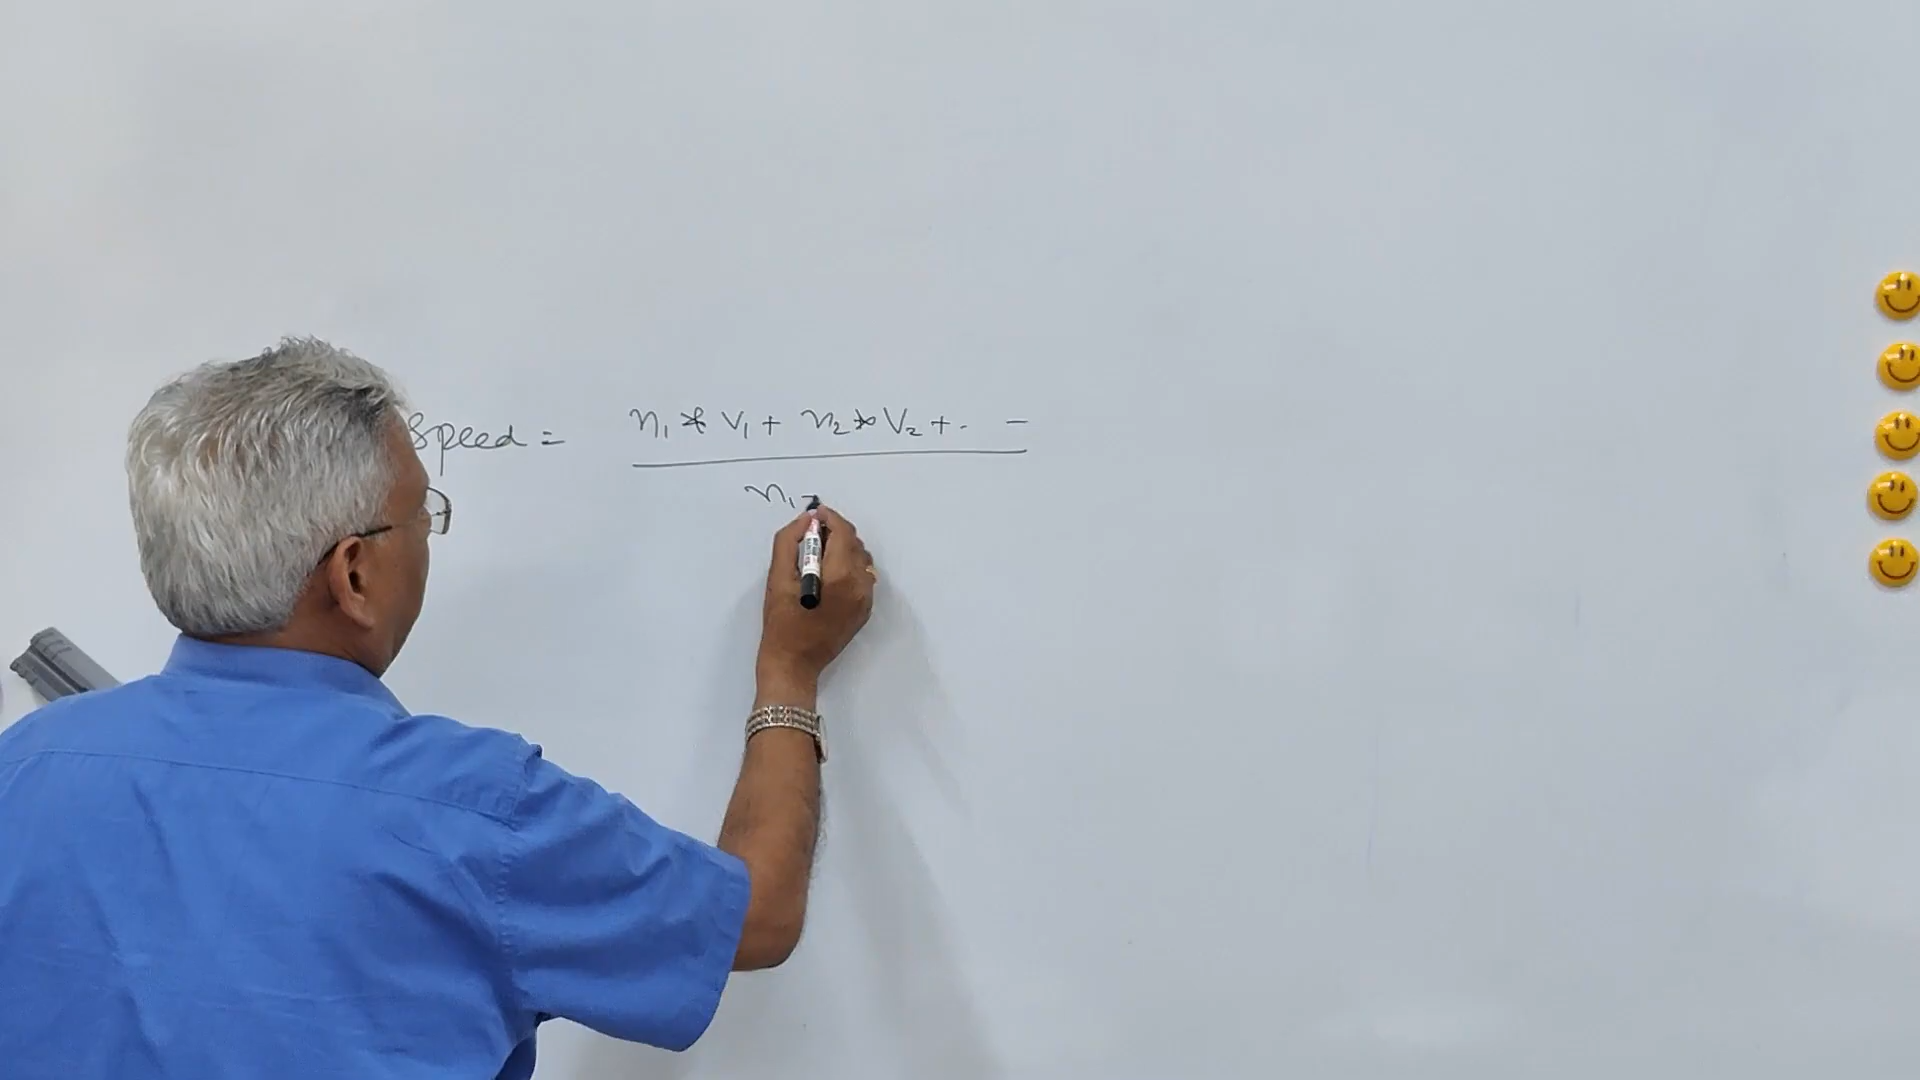 Speed = n₁ * v₁ + n₂ * v₂ + . -
n₁